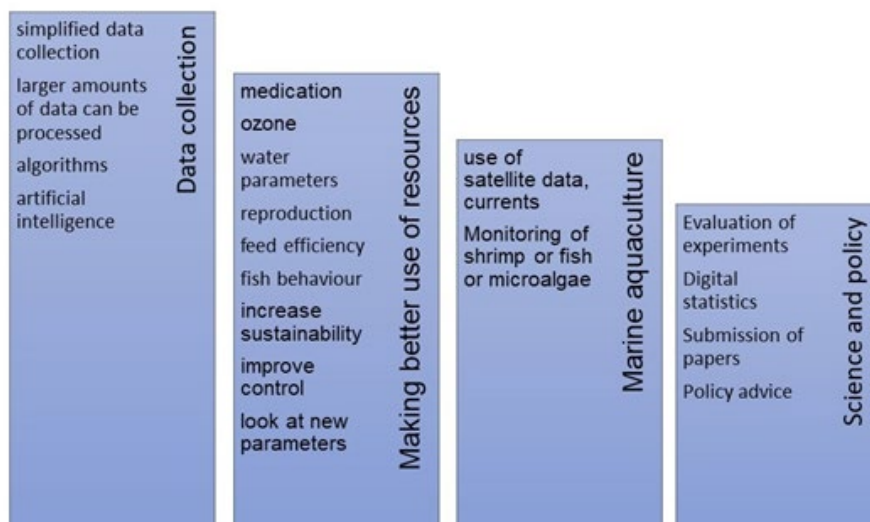 simplified data
collection
larger amounts
of data can be
processed
algorithms
artificial
intelligence
Data collection
medication
ozone
water
parameters
reproduction
feed efficiency
fish behaviour
increase
sustainability
improve
control
look at new
parameters
Making better use of resources
use of
satellite data,
currents
Monitoring of
shrimp or fish
or microalgae
Marine aquaculture
Evaluation of
experiments
Digital
statistics
Submission of
papers
Policy advice
Science and policy